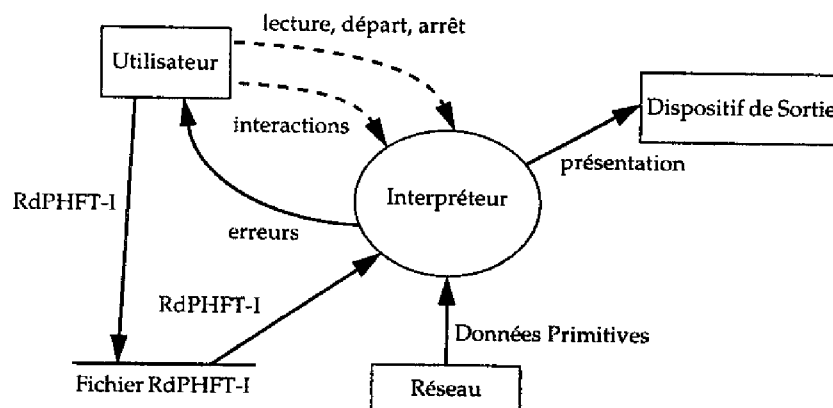 lecture, départ, arrêt
Utilisateur
Dispositif de Sortie
interactions
présentation
Interpréteur
RdPHFT-I
erreurs
RdPHFT-I
Données Primitives
Fichier RdPHFT-I
Réseau